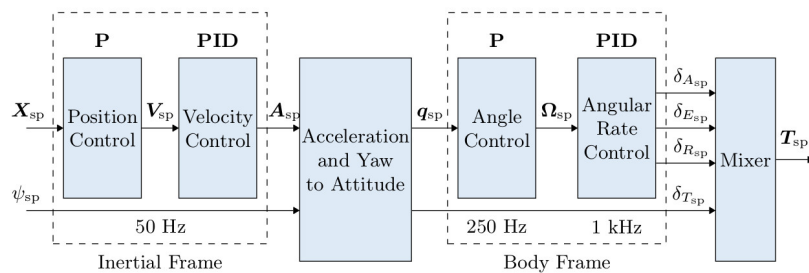 P PID P PID
X_sp Position Control V_sp Velocity Control A_sp Acceleration and Yaw to Attitude q_sp Angle Control Ω_sp Angular Rate Control δ_A_sp δ_E_sp δ_R_sp Mixer T_sp
ψ_sp δ_T_sp
50 Hz 250 Hz 1 kHz
Inertial Frame Body Frame